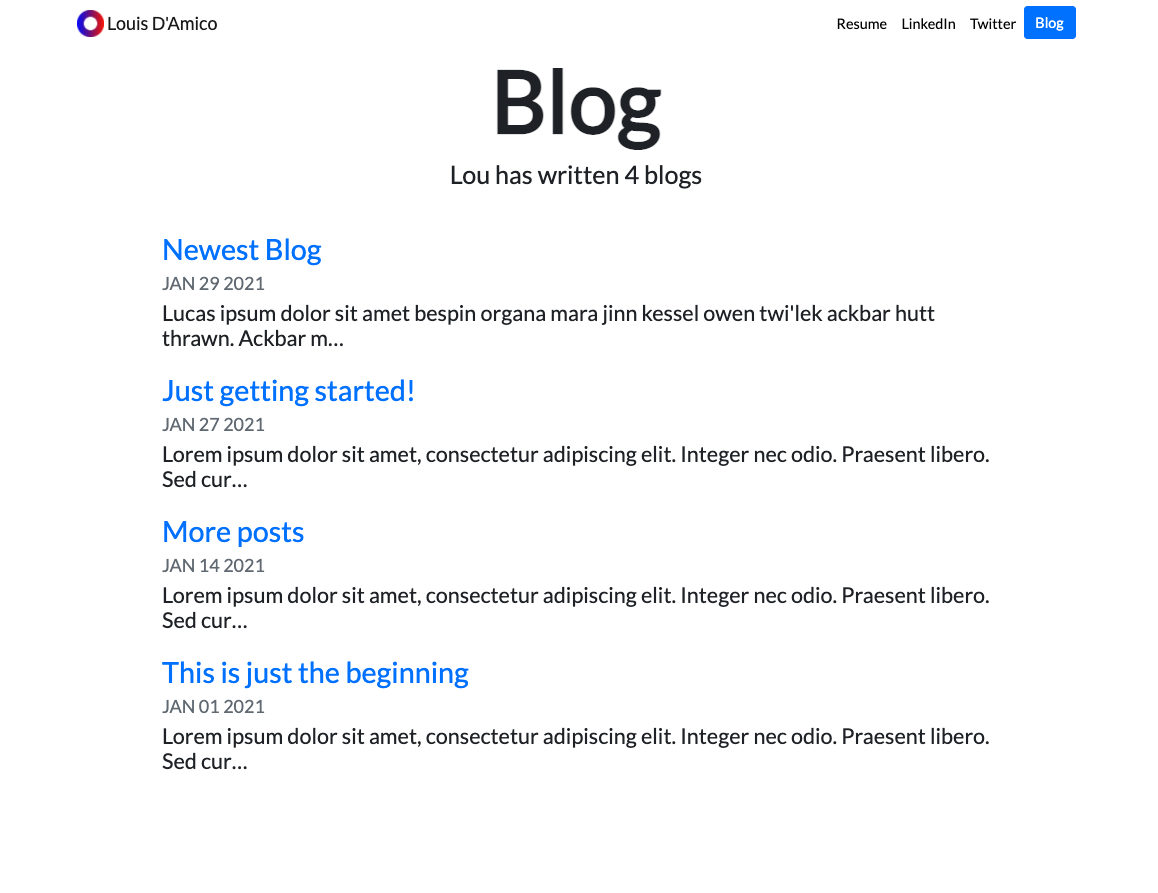 Louis D'Amico
Resume LinkedIn Twitter Blog
Blog
Lou has written 4 blogs
Newest Blog
JAN 29 2021
Lucas ipsum dolor sit amet bespin organa mara jinn kessel owen twi'lek ackbar hutt
thrawn. Ackbar m...
Just getting started!
JAN 27 2021
Lorem ipsum dolor sit amet, consectetur adipiscing elit. Integer nec odio. Praesent libero.
Sed cur...
More posts
JAN 14 2021
Lorem ipsum dolor sit amet, consectetur adipiscing elit. Integer nec odio. Praesent libero.
Sed cur...
This is just the beginning
JAN 01 2021
Lorem ipsum dolor sit amet, consectetur adipiscing elit. Integer nec odio. Praesent libero.
Sed cur...